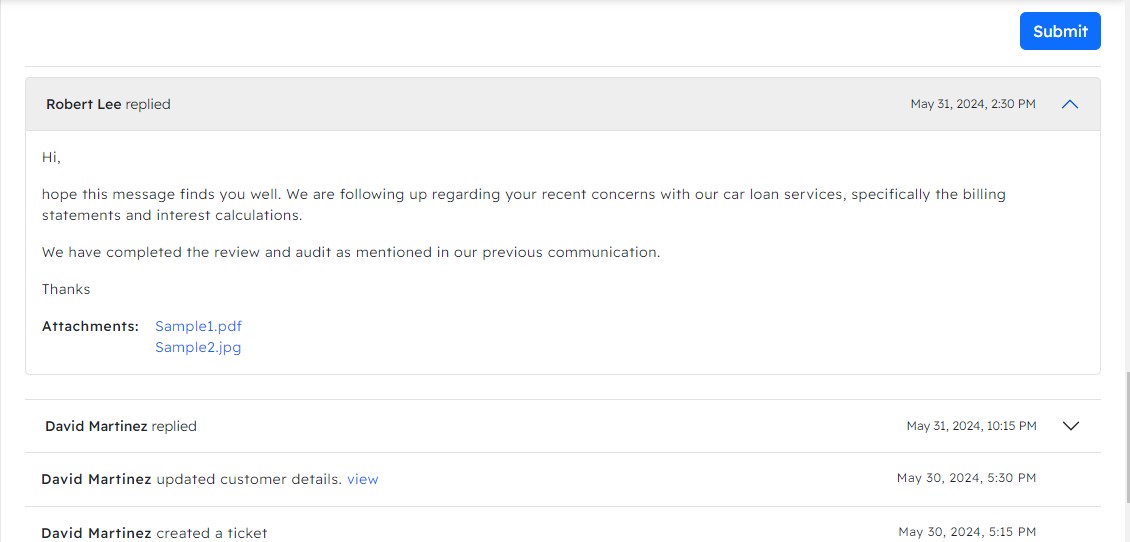 Submit
Robert Lee replied May 31, 2024, 2:30 PM
Hi,
hope this message finds you well. We are following up regarding your recent concerns with our car loan services, specifically the billing
statements and interest calculations.
We have completed the review and audit as mentioned in our previous communication.
Thanks
Attachments: Sample1.pdf
Sample2.jpg
David Martinez replied May 31, 2024, 10:15 PM
David Martinez updated customer details. view May 30, 2024, 5:30 PM
David Martinez created a ticket May 30, 2024, 5:15 PM